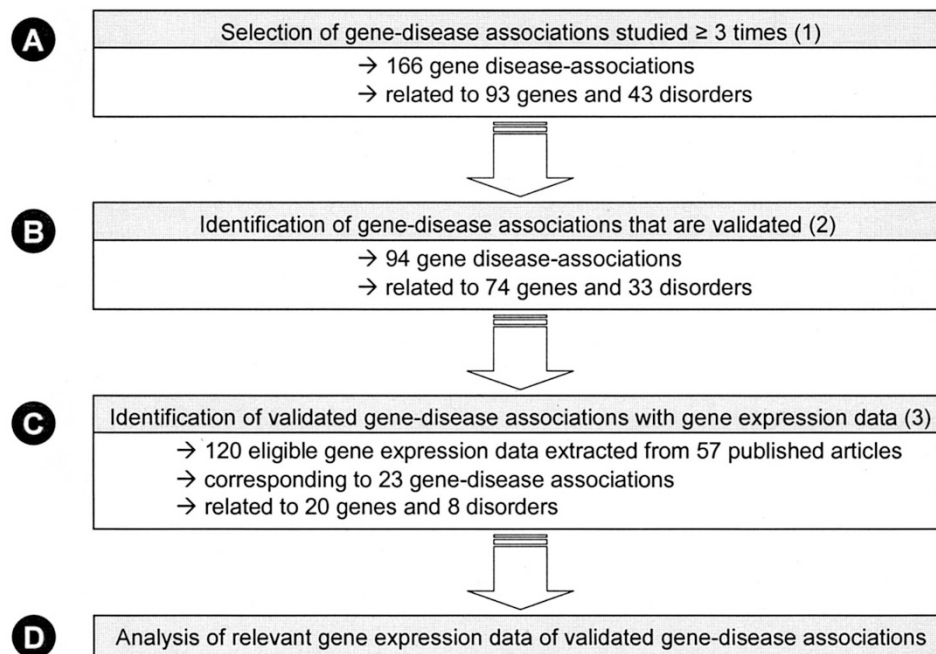 A
Selection of gene-disease associations studied ≥ 3 times (1)
→ 166 gene disease-associations
→ related to 93 genes and 43 disorders
B
Identification of gene-disease associations that are validated (2)
→ 94 gene disease-associations
→ related to 74 genes and 33 disorders
C
Identification of validated gene-disease associations with gene expression data (3)
→ 120 eligible gene expression data extracted from 57 published articles
→ corresponding to 23 gene-disease associations
→ related to 20 genes and 8 disorders
D
Analysis of relevant gene expression data of validated gene-disease associations